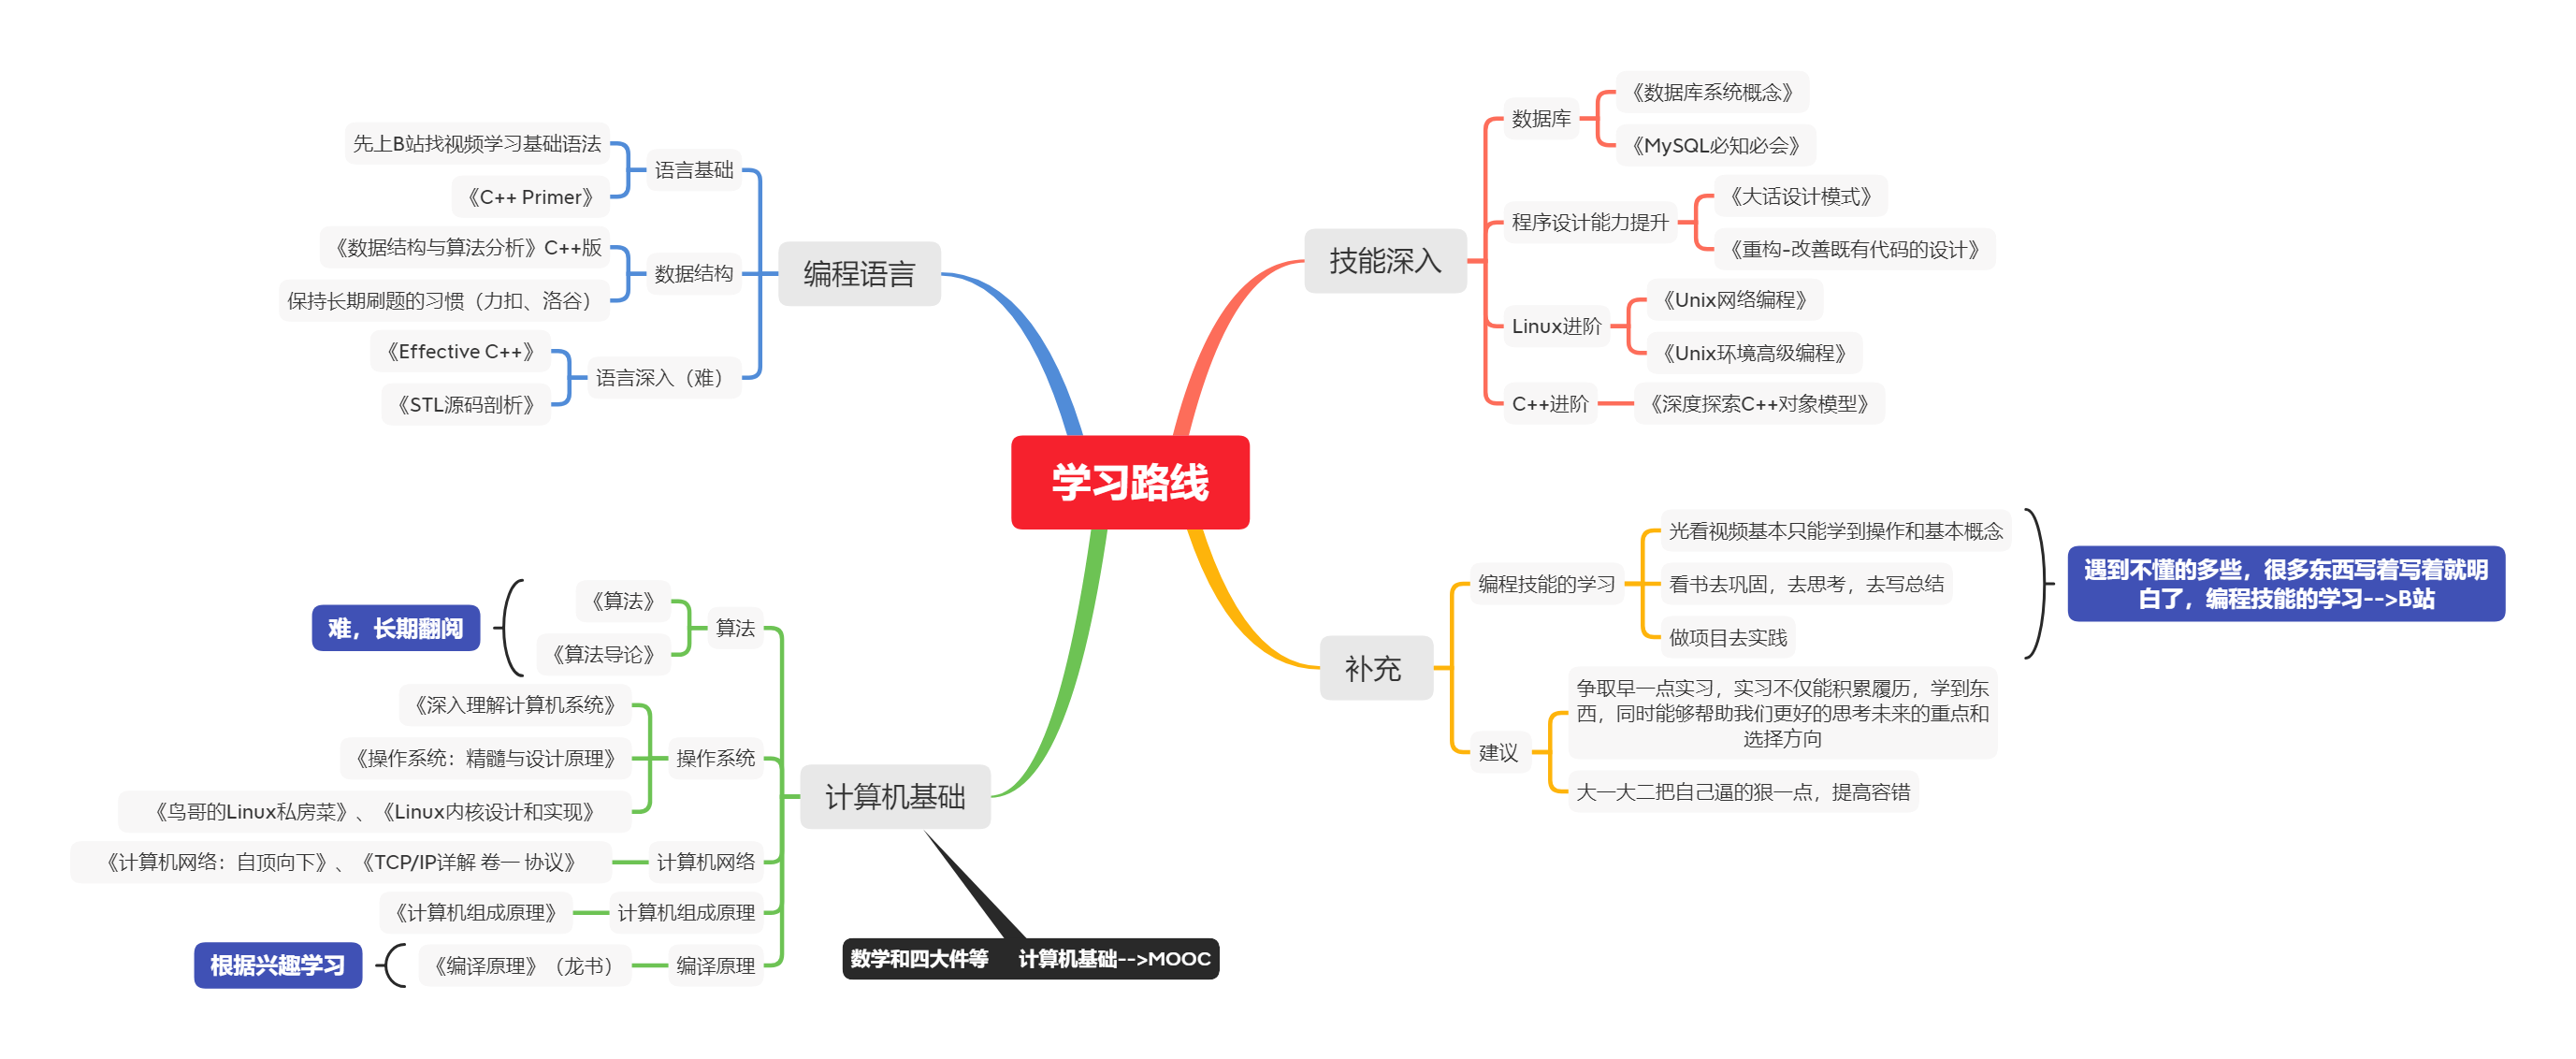 学习路线
编程语言
语言基础
先上B站找视频学习基础语法
《C++ Primer》
数据结构
《数据结构与算法分析》C++版
保持长期刷题的习惯（力扣、洛谷）
语言深入（难）
《Effective C++》
《STL源码剖析》
技能深入
数据库
《数据库系统概念》
《MySQL必知必会》
程序设计能力提升
《大话设计模式》
《重构-改善既有代码的设计》
Linux进阶
《Unix网络编程》
《Unix环境高级编程》
C++进阶
《深度探索C++对象模型》
计算机基础
算法
《算法》
《算法导论》
难，长期翻阅
操作系统
《深入理解计算机系统》
《操作系统：精髓与设计原理》
《鸟哥的Linux私房菜》、《Linux内核设计和实现》
计算机网络
《计算机网络：自顶向下》、《TCP/IP详解 卷一 协议》
计算机组成原理
《计算机组成原理》
编译原理
《编译原理》（龙书）
根据兴趣学习
数学和四大件等 计算机基础-->MOOC
补充
编程技能的学习
光看视频基本只能学到操作和基本概念
看书去巩固，去思考，去写总结
做项目去实践
遇到不懂的多些，很多东西写着写着就明
白了，编程技能的学习-->B站
建议
争取早一点实习，实习不仅能积累履历，学到东
西，同时能够帮助我们更好的思考未来的重点和
选择方向
大一大二把自己逼的狠一点，提高容错